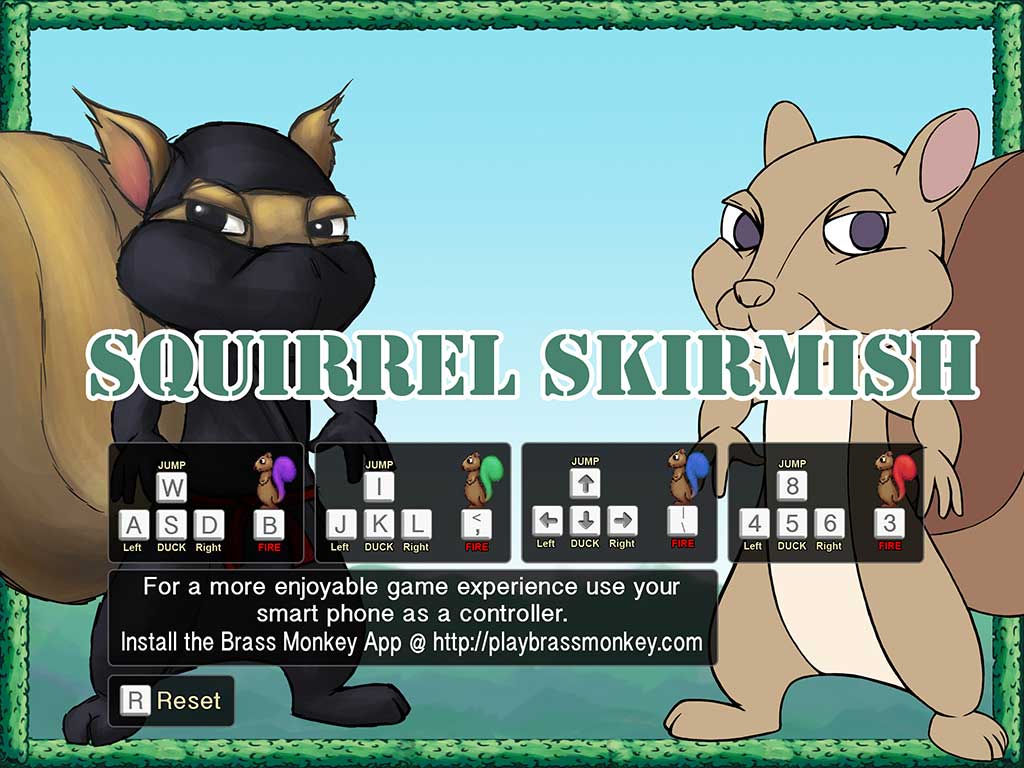 SQUIRREL SKIRMISH
JUMP
W
A S D B
Left DUCK Right FIRE
JUMP
I
J K L < ,
Left DUCK Right FIRE
JUMP
↑
← ↓ → | \
Left DUCK Right FIRE
JUMP
8
4 5 6 3
Left DUCK Right FIRE
For a more enjoyable game experience use your
smart phone as a controller.
Install the Brass Monkey App @ http://playbrassmonkey.com
R Reset